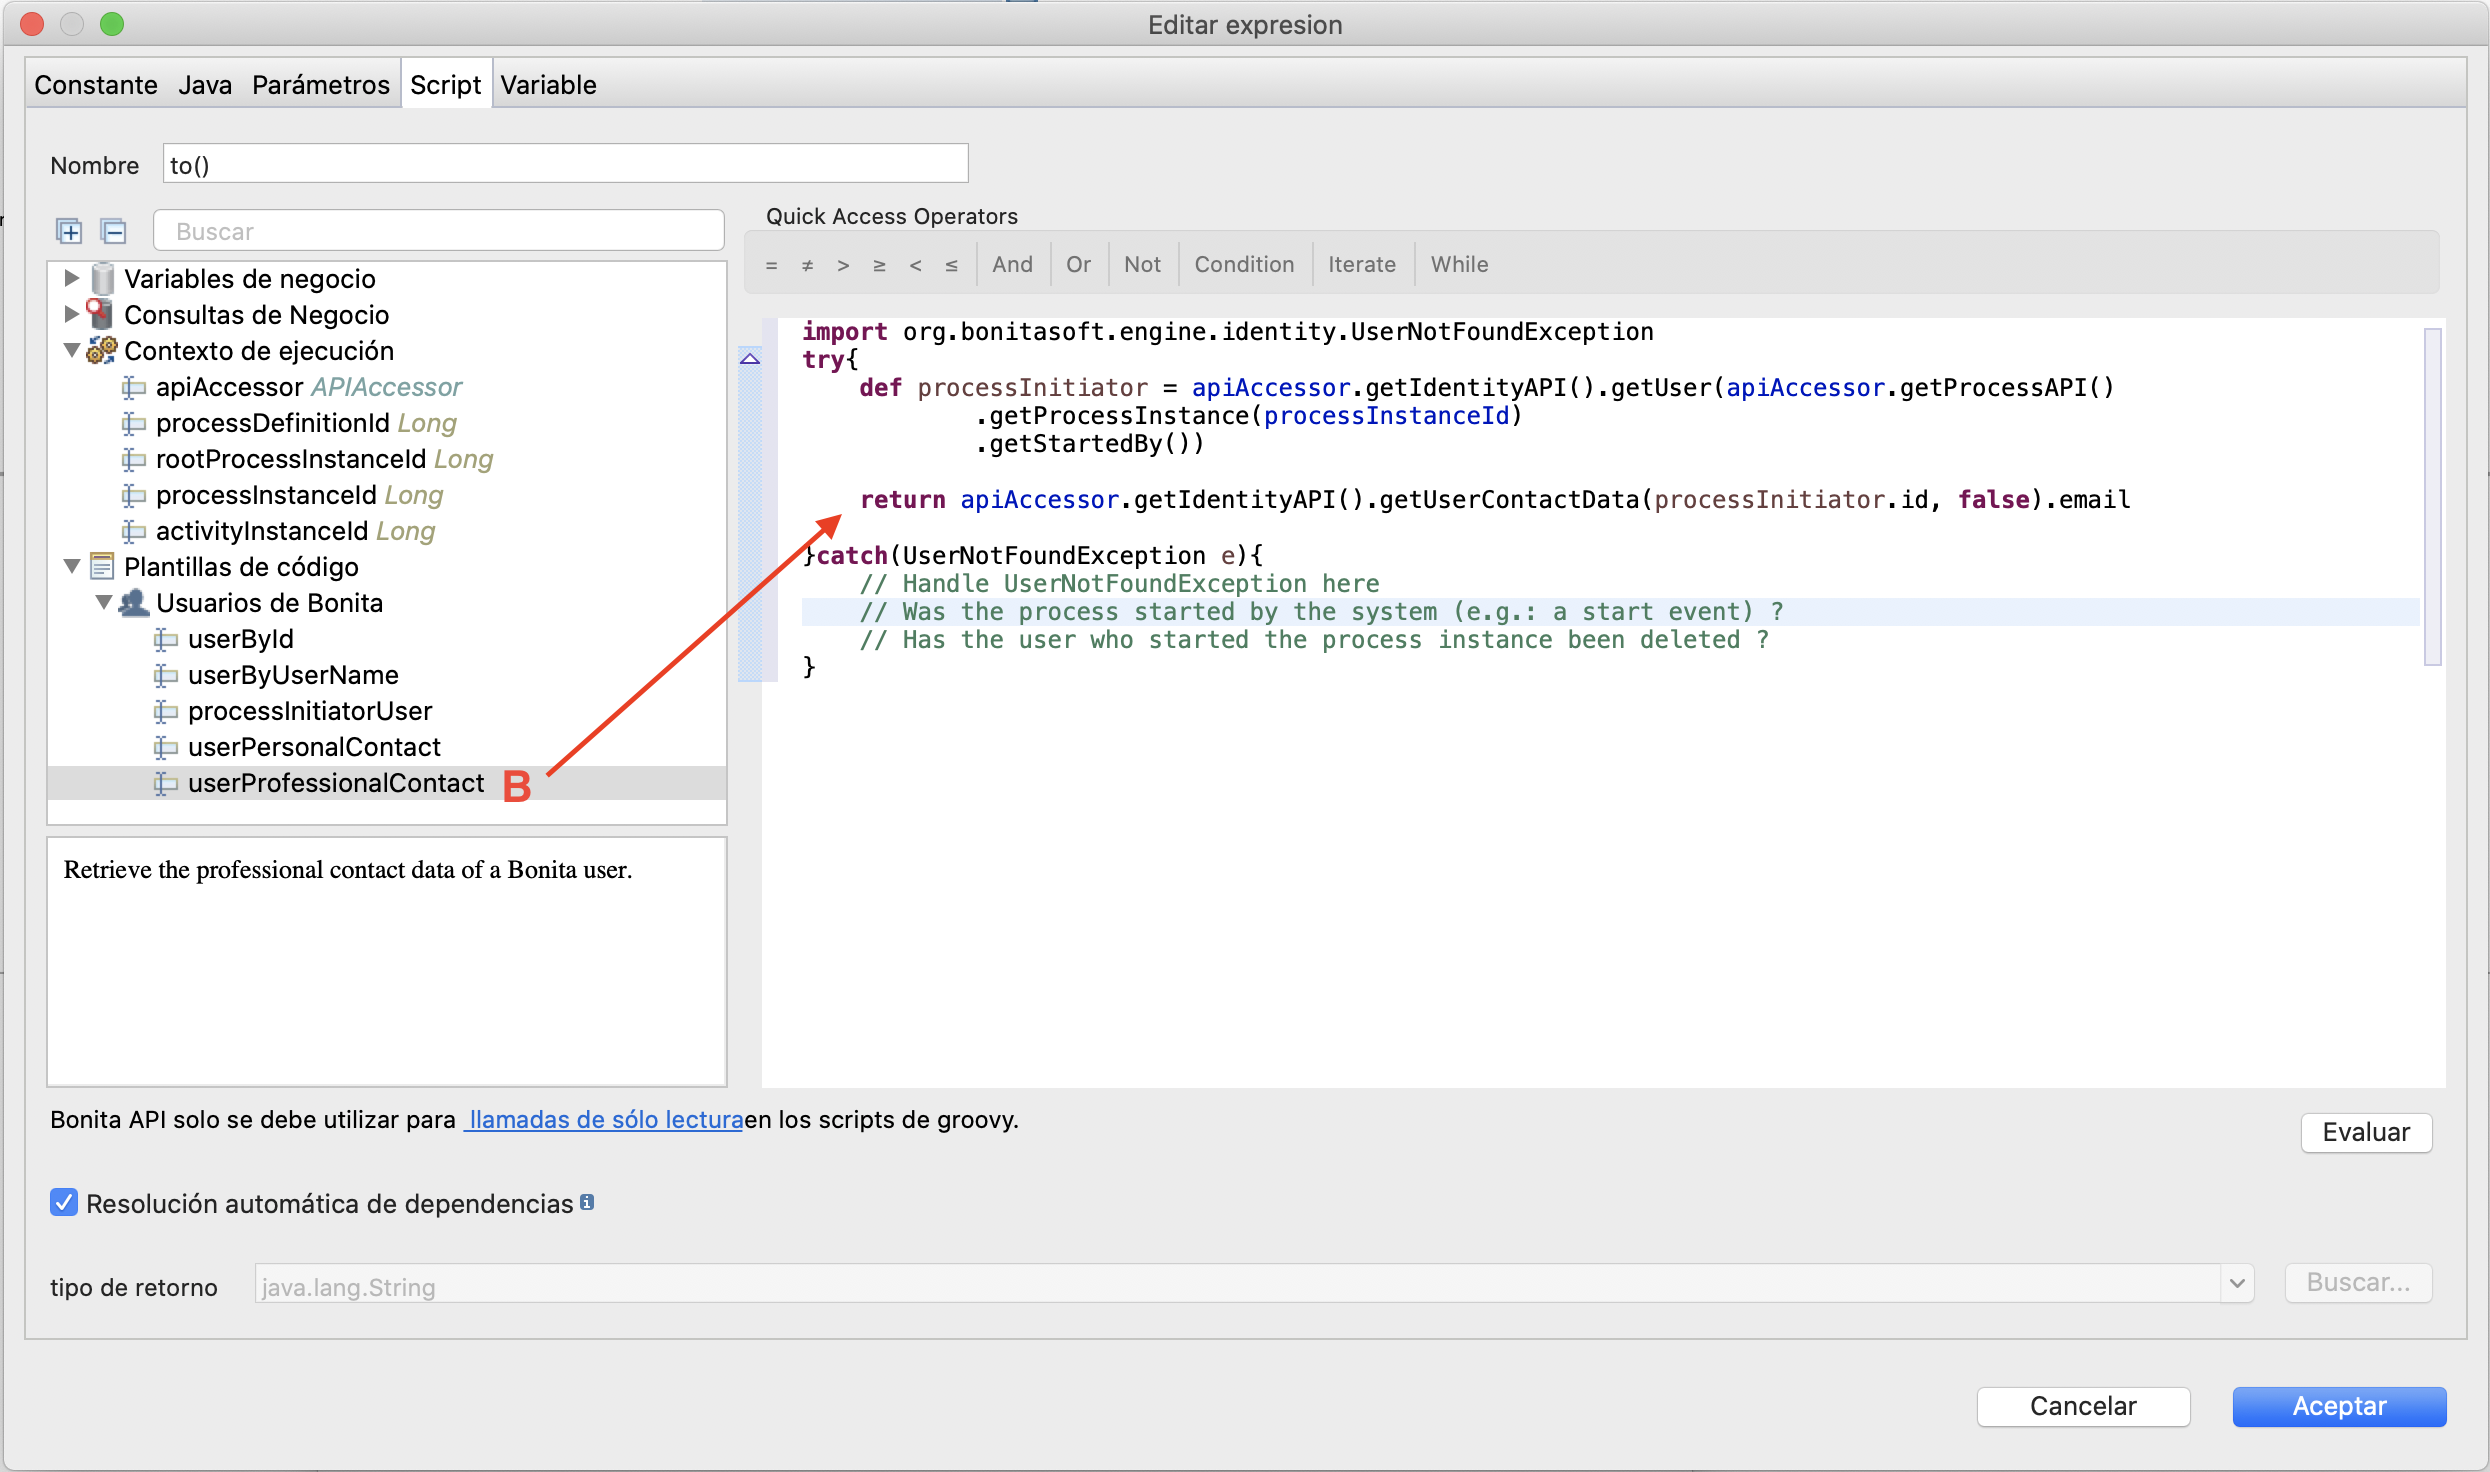 Editar expresion
Constante Java Parámetros Script Variable
Nombre to()
Buscar
Variables de negocio
Consultas de Negocio
Contexto de ejecución
apiAccessor APIAccessor
processDefinitionId Long
rootProcessInstanceId Long
processInstanceId Long
activityInstanceId Long
Plantillas de código
Usuarios de Bonita
userById
userByUserName
processInitiatorUser
userPersonalContact
userProfessionalContact B
Retrieve the professional contact data of a Bonita user.
Quick Access Operators
= ≠ > ≥ < ≤ And Or Not Condition Iterate While
import org.bonitasoft.engine.identity.UserNotFoundException
try{
    def processInitiator = apiAccessor.getIdentityAPI().getUser(apiAccessor.getProcessAPI()
            .getProcessInstance(processInstanceId)
            .getStartedBy())
    return apiAccessor.getIdentityAPI().getUserContactData(processInitiator.id, false).email
}catch(UserNotFoundException e){
    // Handle UserNotFoundException here
    // Was the process started by the system (e.g.: a start event) ?
    // Has the user who started the process instance been deleted ?
}
Bonita API solo se debe utilizar para llamadas de sólo lecturaen los scripts de groovy.
Evaluar
Resolución automática de dependencias
tipo de retorno java.lang.String Buscar...
Cancelar Aceptar